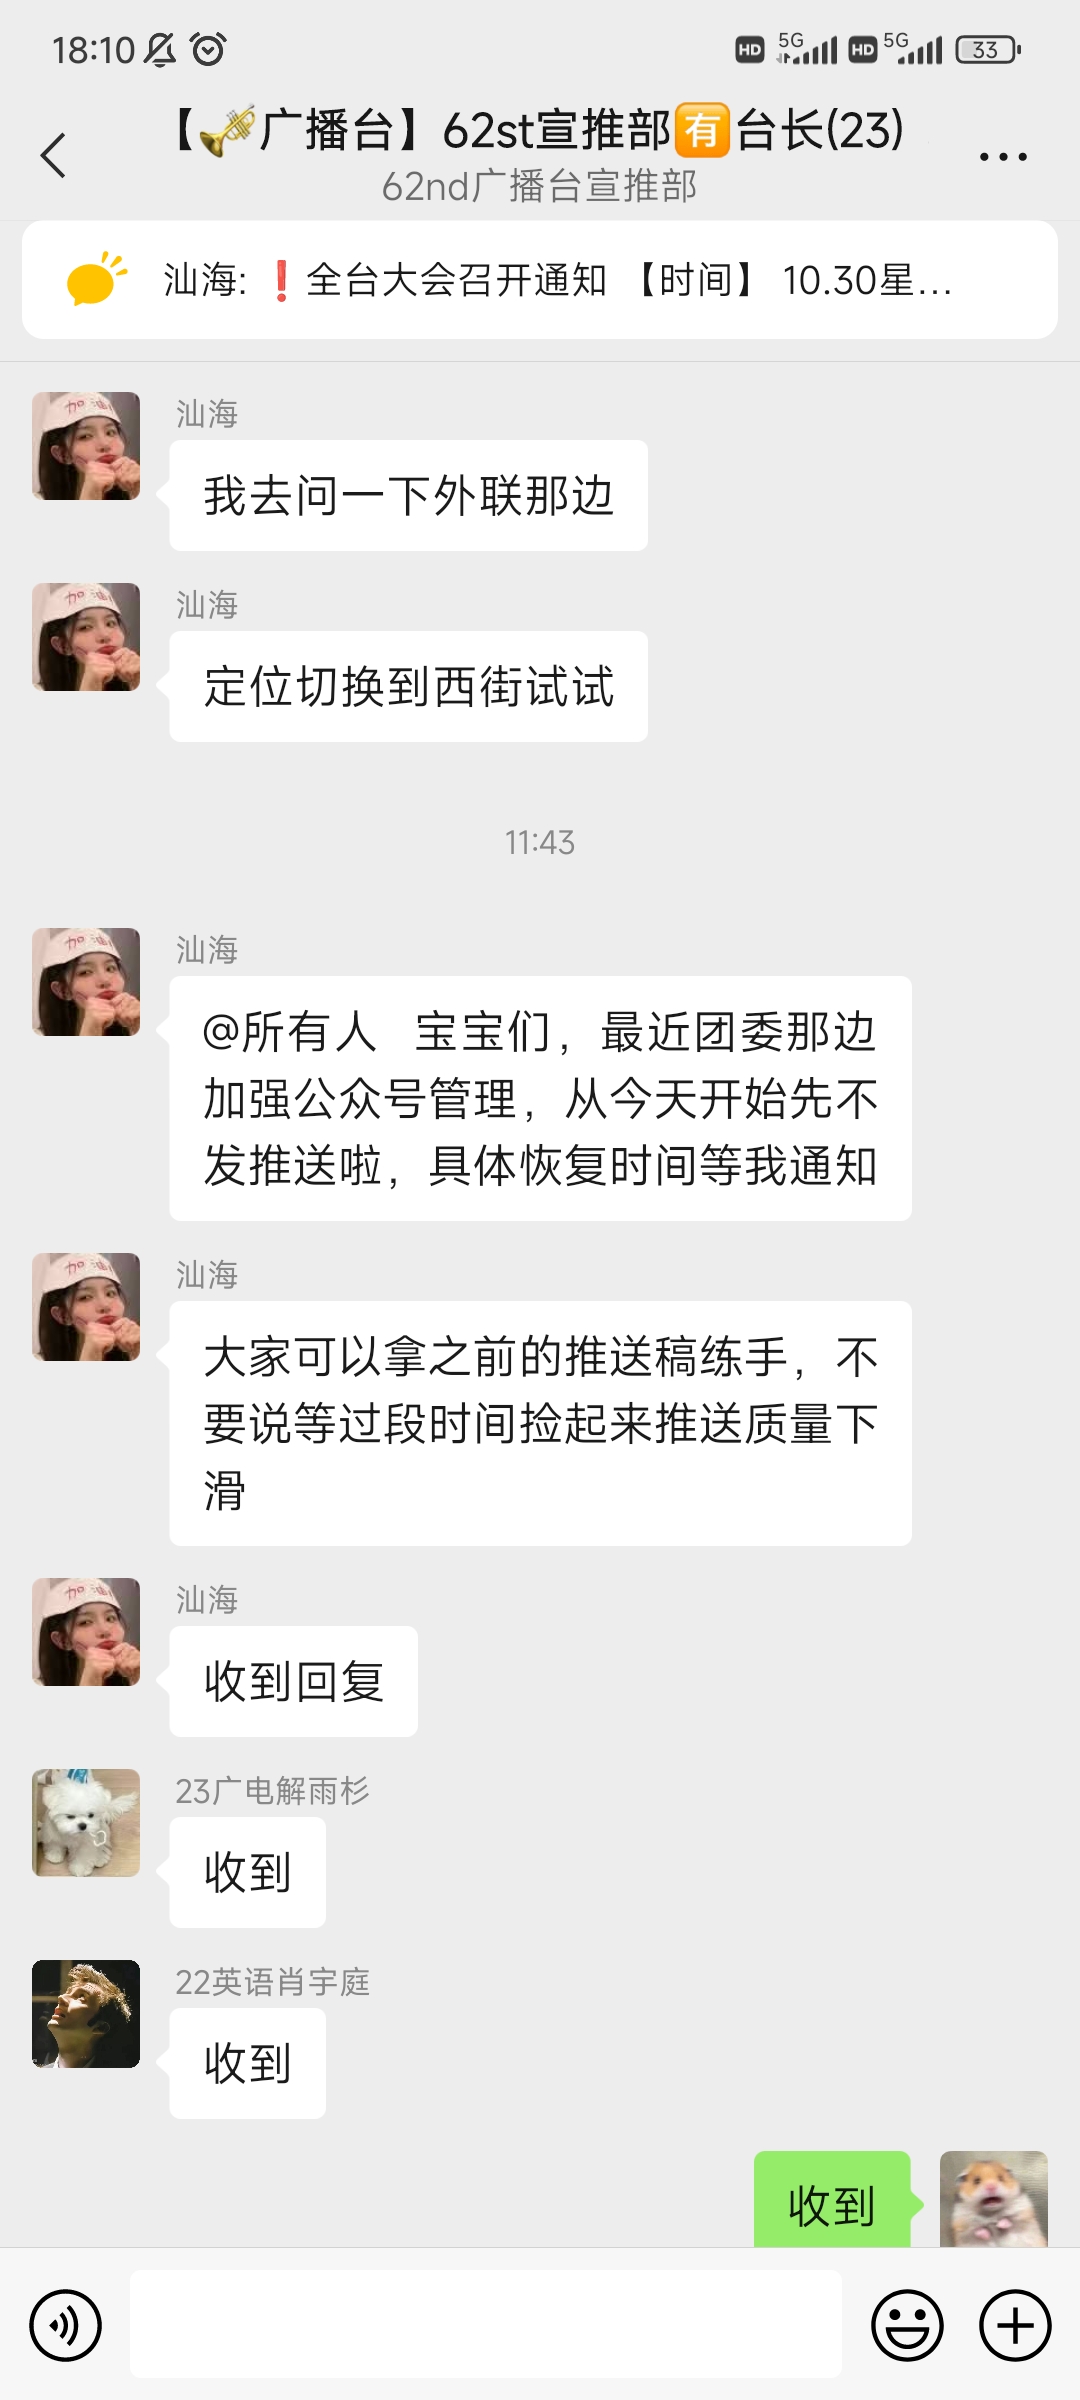 18:10 HD 5G HD 5G 33
【🎺广播台】62st宣推部🈶台长(23)
62nd广播台宣推部
汕海: ❗全台大会召开通知 【时间】 10.30星...
汕海
我去问一下外联那边
汕海
定位切换到西街试试
11:43
汕海
@所有人 宝宝们，最近团委那边
加强公众号管理，从今天开始先不
发推送啦，具体恢复时间等我通知
汕海
大家可以拿之前的推送稿练手，不
要说等过段时间捡起来推送质量下
滑
汕海
收到回复
23广电解雨杉
收到
22英语肖宇庭
收到
收到